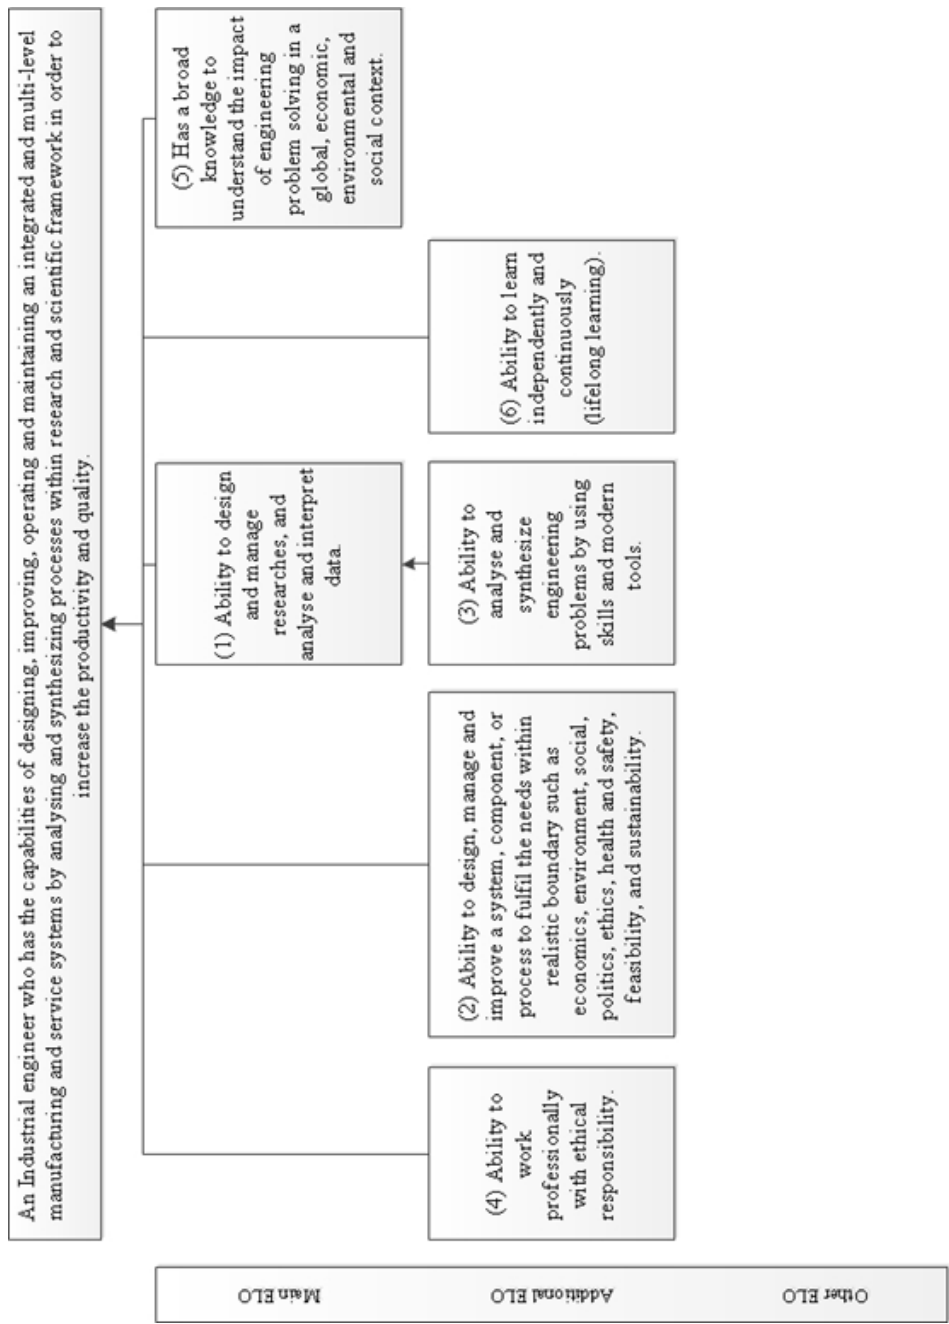 An Industrial engineer who has the capabilities of designing, improving, operating and maintaining an integrated and multi-level
manufacturing and service systems by analysing and synthesizing processes within research and scientific framework in order to
increase the productivity and quality.
(5) Has a broad
knowledge to
understand the impact
of engineering
problem solving in a
global, economic,
environmental and
social context.
(1) Ability to design
and manage
researches, and
analyse and interpret
data.
(6) Ability to learn
independently and
continuously
(lifelong learning).
(3) Ability to
analyse and
synthesize
engineering
problems by using
skills and modern
tools.
(2) Ability to design, manage and
improve a system, component, or
process to fulfil the needs within
realistic boundary such as
economics, environment, social,
politics, ethics, health and safety,
feasibility, and sustainability.
(4) Ability to
work
professionally
with ethical
responsibility.
Main ELO
Additional ELO
Other ELO